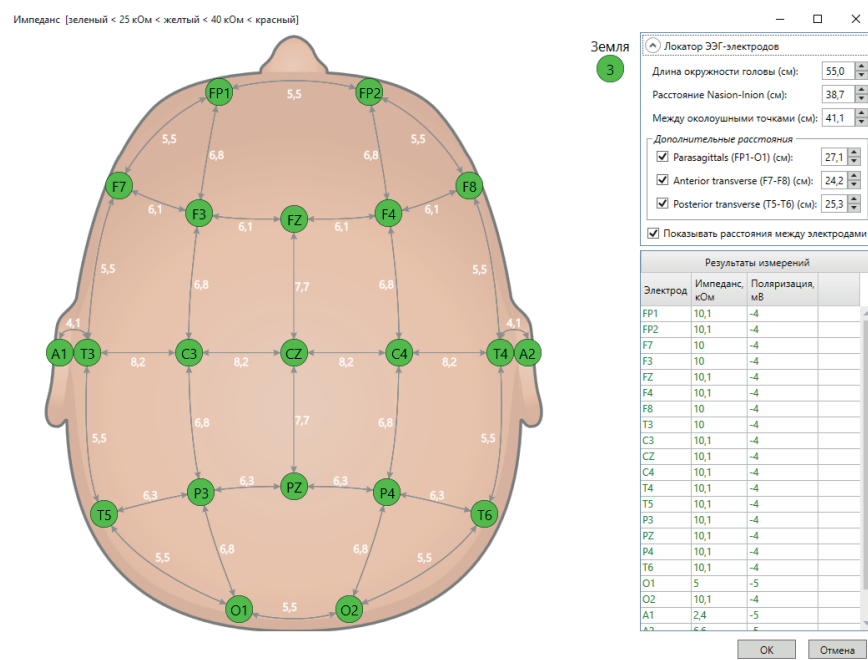 Импеданс [зеленый < 25 кОм < желтый < 40 кОм < красный]
Земля
З
FP1
5,5
FP2
5,5
6,8
6,8
5,5
F7
6,1
F3
6,1
FZ
6,1
F4
6,1
F8
5,5
6,8
7,7
6,8
5,5
4,1
4,1
A1
T3
8,2
C3
8,2
CZ
8,2
C4
8,2
T4
A2
5,5
6,8
7,7
6,8
5,5
T5
6,3
P3
6,3
PZ
6,3
P4
6,3
T6
5,5
6,8
6,8
5,5
O1
5,5
O2
Локатор ЭЭГ-электродов
Длина окружности головы (см): 55,0
Расстояние Nasion-Inion (см): 38,7
Между околоушными точками (см): 41,1
Дополнительные расстояния
Parasagittals (FP1-O1) (см): 27,1
Anterior transverse (F7-F8) (см): 24,2
Posterior transverse (T5-T6) (см): 25,3
Показывать расстояния между электродами
Результаты измерений
Электрод Импеданс, кОм Поляризация, мВ
FP1 10,1 -4
FP2 10,1 -4
F7 10 -4
F3 10,1 -4
FZ 10,1 -4
F4 10,1 -4
F8 10 -4
T3 10 -4
C3 10,1 -4
CZ 10,1 -4
C4 10,1 -4
T4 10,1 -4
T5 10,1 -4
P3 10,1 -4
PZ 10,1 -4
P4 10,1 -4
T6 10,1 -4
O1 5 -5
O2 10,1 -4
A1 2,4 -5
ОК
Отмена